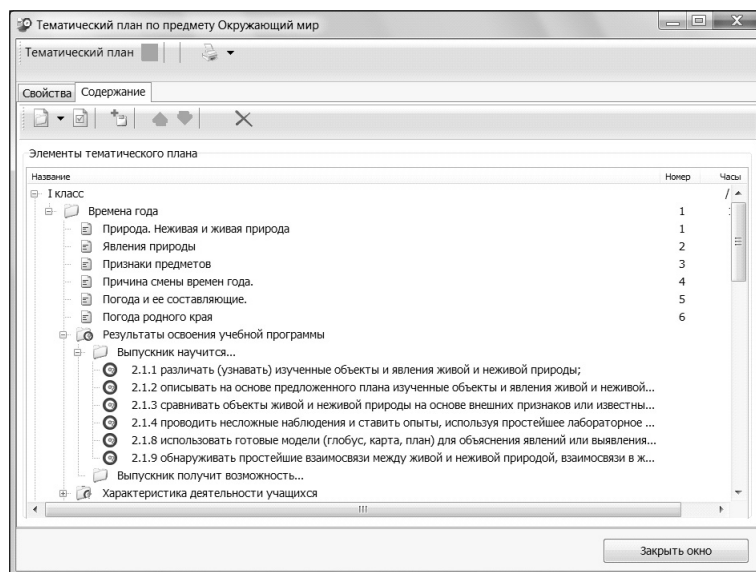 Тематический план по предмету Окружающий мир
Тематический план
Свойства Содержание
Элементы тематического плана
Название Номер Часы
I класс /
Времена года 1
Природа. Неживая и живая природа 1
Явления природы 2
Признаки предметов 3
Причина смены времен года. 4
Погода и ее составляющие. 5
Погода родного края 6
Результаты освоения учебной программы
Выпускник научится...
2.1.1 различать (узнавать) изученные объекты и явления живой и неживой природы;
2.1.2 описывать на основе предложенного плана изученные объекты и явления живой и неживой...
2.1.3 сравнивать объекты живой и неживой природы на основе внешних признаков или известны...
2.1.4 проводить несложные наблюдения и ставить опыты, используя простейшее лабораторное ...
2.1.8 использовать готовые модели (глобус, карта, план) для объяснения явлений или выявления...
2.1.9 обнаруживать простейшие взаимосвязи между живой и неживой природой, взаимосвязи в ж...
Выпускник получит возможность...
Характеристика деятельности учащихся
Закрыть окно